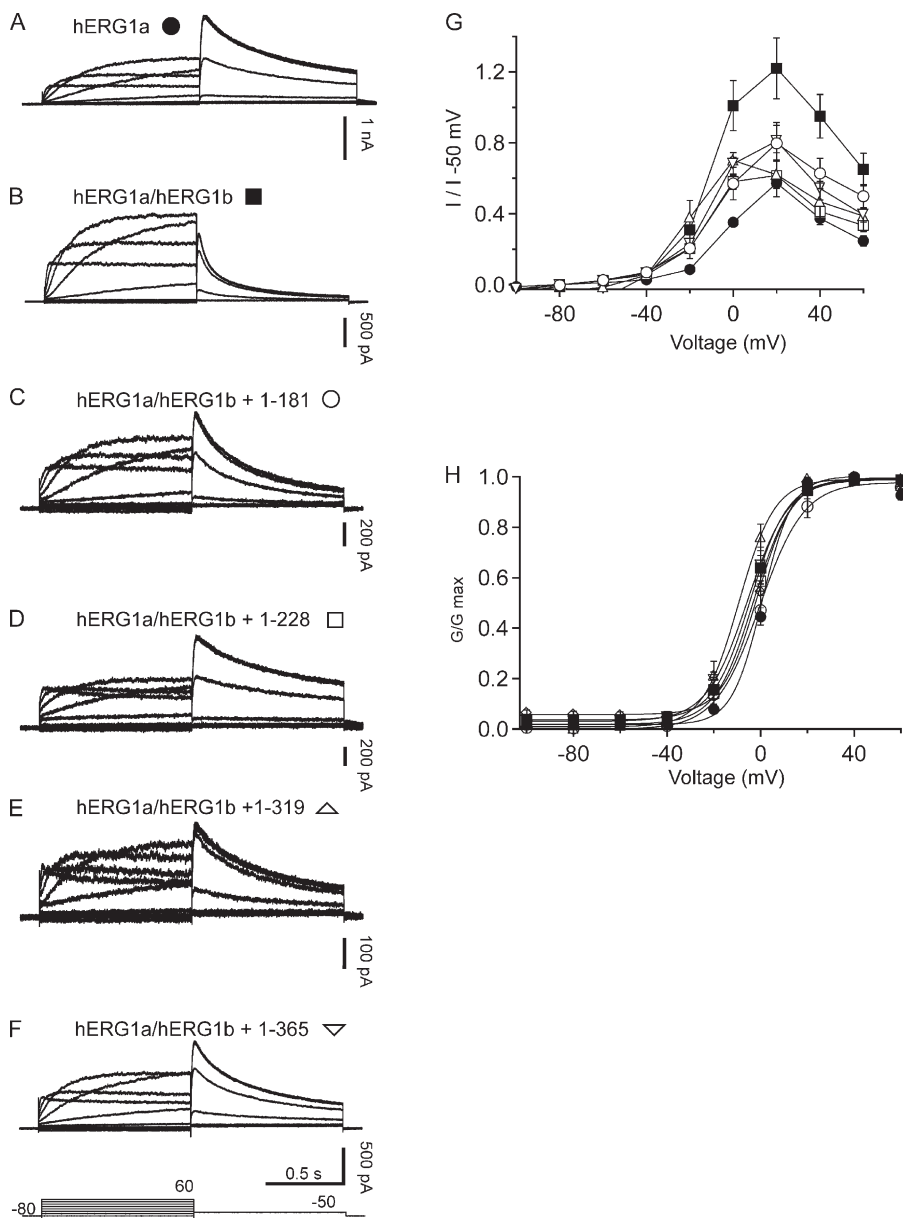 A
hERG1a
1 nA
B
hERG1a/hERG1b
500 pA
C
hERG1a/hERG1b + 1-181
200 pA
D
hERG1a/hERG1b + 1-228
200 pA
E
hERG1a/hERG1b +1-319
100 pA
F
hERG1a/hERG1b + 1-365
500 pA
0.5 s
60
-80
-50
G
I / I -50 mV
1.2
0.8
0.4
0.0
-80
-40
0
40
Voltage (mV)
H
G/G max
1.0
0.8
0.6
0.4
0.2
0.0
-80
-40
0
40
Voltage (mV)